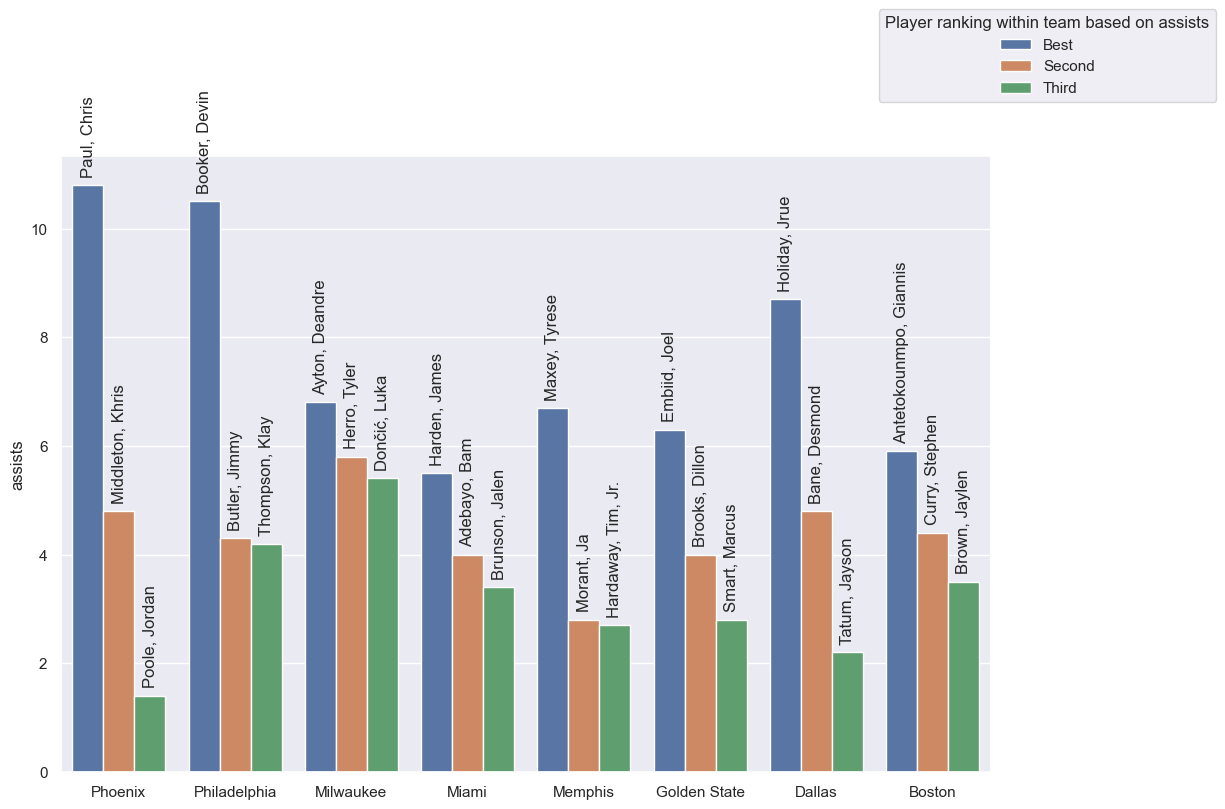 Player ranking within team based on assists
Best
Second
Third
assists
10
8
6
4
2
0
Paul, Chris
Middleton, Khris
Poole, Jordan
Booker, Devin
Butler, Jimmy
Thompson, Klay
Ayton, Deandre
Herro, Tyler
Dončić, Luka
Harden, James
Adebayo, Bam
Brunson, Jalen
Maxey, Tyrese
Morant, Ja
Hardaway, Tim, Jr.
Embiid, Joel
Brooks, Dillon
Smart, Marcus
Holiday, Jrue
Bane, Desmond
Tatum, Jayson
Antetokounmpo, Giannis
Curry, Stephen
Brown, Jaylen
Phoenix
Philadelphia
Milwaukee
Miami
Memphis
Golden State
Dallas
Boston